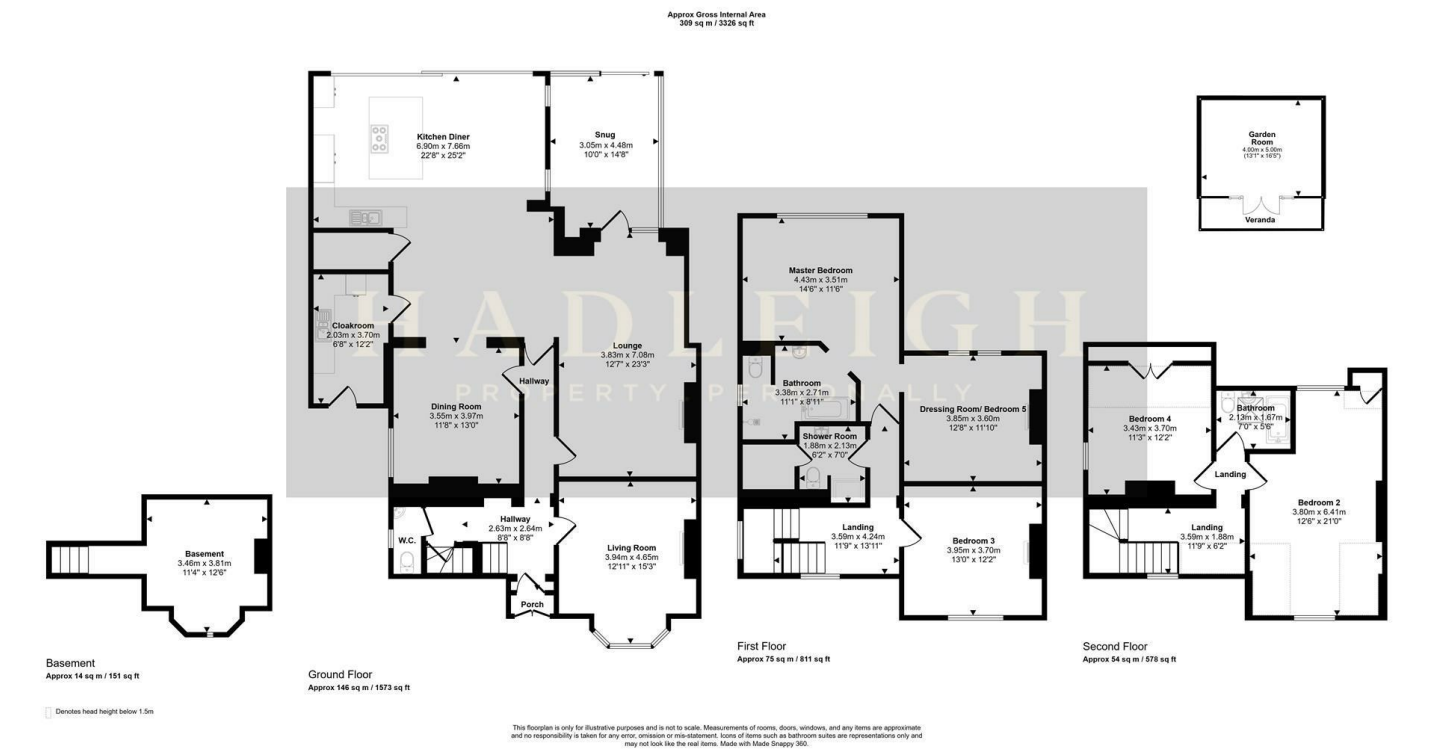 Approx Gross Internal Area
309 sq m / 3326 sq ft
Kitchen Diner
6.90m x 7.66m
22'8" x 25'2"
Snug
3.05m x 4.48m
10'0" x 14'8"
Garden
Room
4.00m x 5.00m
(13'1" x 16'5")
Veranda
Master Bedroom
4.43m x 3.51m
14'6" x 11'6"
HADLEIGH
PROPERTY, PERSONALLY
Cloakroom
2.03m x 3.70m
6'8" x 12'2"
Lounge
3.83m x 7.08m
12'7" x 23'3"
Hallway
Dining Room
3.55m x 3.97m
11'8" x 13'0"
Bathroom
3.38m x 2.71m
11'1" x 8'11"
Dressing Room/ Bedroom 5
3.85m x 3.60m
12'8" x 11'10"
Shower Room
1.88m x 2.13m
6'2" x 7'0"
Bedroom 4
3.43m x 3.70m
11'3" x 12'2"
Bathroom
2.13m x 1.67m
7'0" x 5'6"
Landing
Bedroom 2
3.80m x 6.41m
12'6" x 21'0"
Hallway
2.63m x 2.64m
8'8" x 8'8"
W.C.
Landing
3.59m x 4.24m
11'9" x 13'11"
Landing
3.59m x 1.88m
11'9" x 6'2"
Basement
3.46m x 3.81m
11'4" x 12'6"
Living Room
3.94m x 4.65m
12'11" x 15'3"
Bedroom 3
3.95m x 3.70m
13'0" x 12'2"
Porch
Basement
Approx 14 sq m / 151 sq ft
Ground Floor
Approx 146 sq m / 1573 sq ft
First Floor
Approx 75 sq m / 811 sq ft
Second Floor
Approx 54 sq m / 578 sq ft
Denotes head height below 1.5m
This floorplan is only for illustrative purposes and is not to scale. Measurements of rooms, doors, windows, and any items are approximate
and no responsibility is taken for any error, omission or mis-statement. Icons of items such as bathroom suites are representations only and
may not look like the real items. Made with Made Snappy 360.